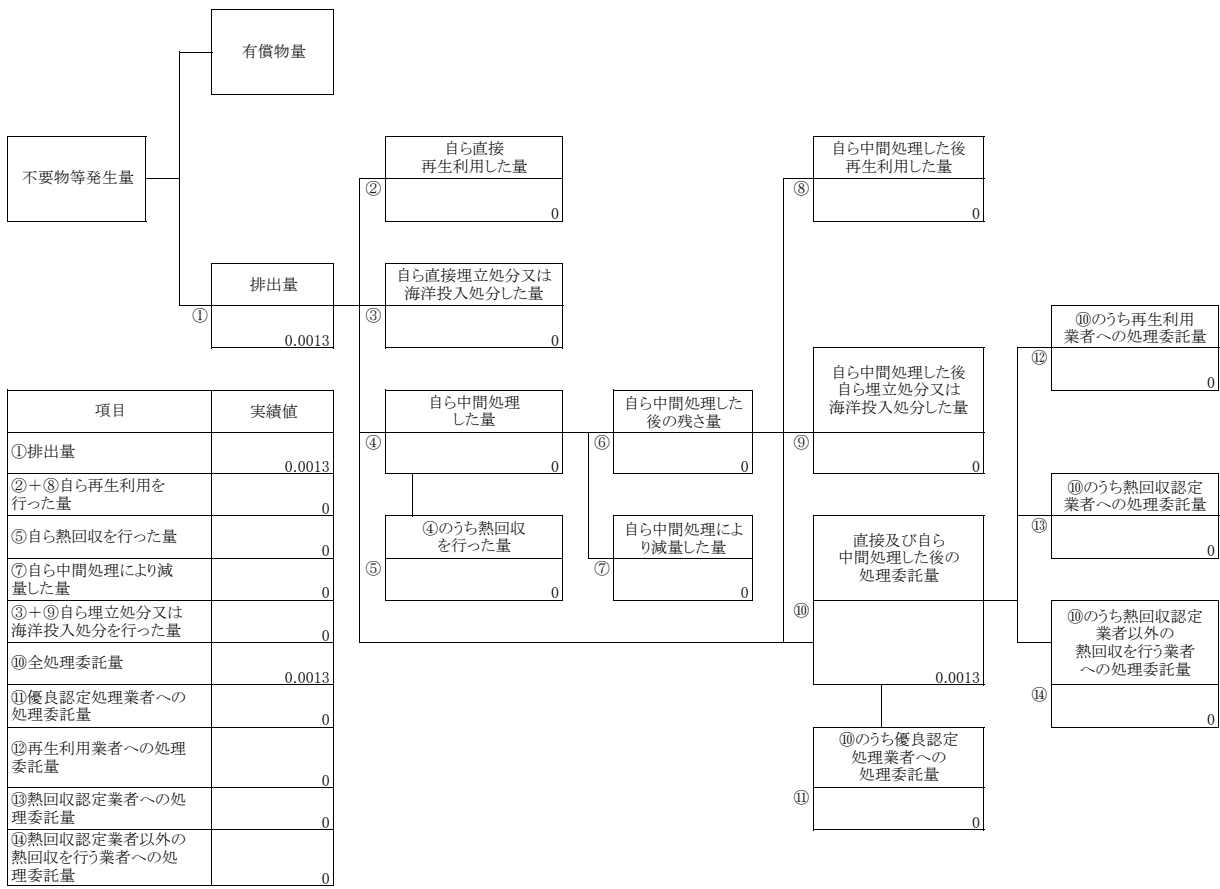 有償物量
不要物等発生量
自ら直接
再生利用した量
②
0
自ら中間処理した後
再生利用した量
⑧
0
排出量
①
0.0013
自ら直接埋立処分又は
海洋投入処分した量
③
0
⑩のうち再生利用
業者への処理委託量
⑫
0
自ら中間処理
した量
④
0
自ら中間処理した
後の残さ量
⑥
0
自ら中間処理した後
自ら埋立処分又は
海洋投入処分した量
⑨
0
⑩のうち熱回収認定
業者への処理委託量
⑬
0
④のうち熱回収
を行った量
⑤
0
自ら中間処理によ
り減量した量
⑦
0
直接及び自ら
中間処理した後の
処理委託量
⑩
0.0013
⑩のうち熱回収認定
業者以外の
熱回収を行う業者
への処理委託量
⑭
0
⑩のうち優良認定
処理業者への
処理委託量
⑪
0
項目 実績値
①排出量
0.0013
②+⑧自ら再生利用を
行った量
0
⑤自ら熱回収を行った量
0
⑦自ら中間処理により減
量した量
0
③+⑨自ら埋立処分又は
海洋投入処分を行った量
0
⑩全処理委託量
0.0013
⑪優良認定処理業者への
処理委託量
0
⑫再生利用業者への処理
委託量
0
⑬熱回収認定業者への処
理委託量
0
⑭熱回収認定業者以外の
熱回収を行う業者への処
理委託量
0